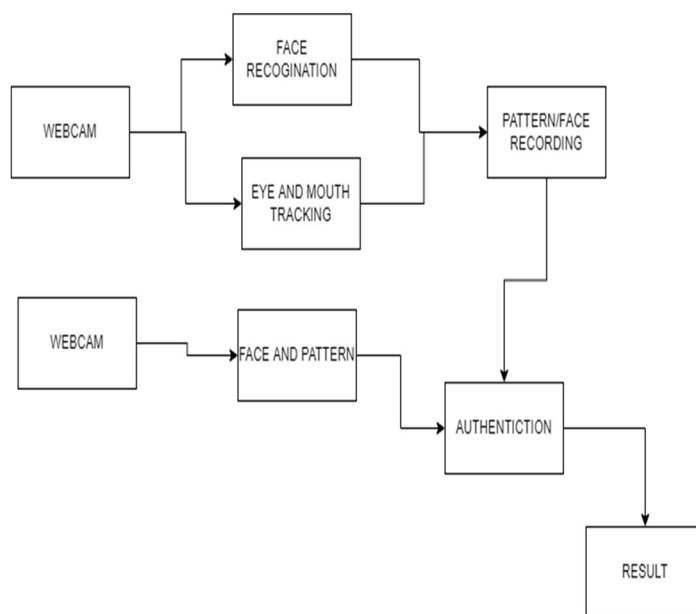 FACE
RECOGINATION
WEBCAM
PATTERN/FACE
RECORDING
EYE AND MOUTH
TRACKING
WEBCAM
FACE AND PATTERN
AUTHENTICTION
RESULT